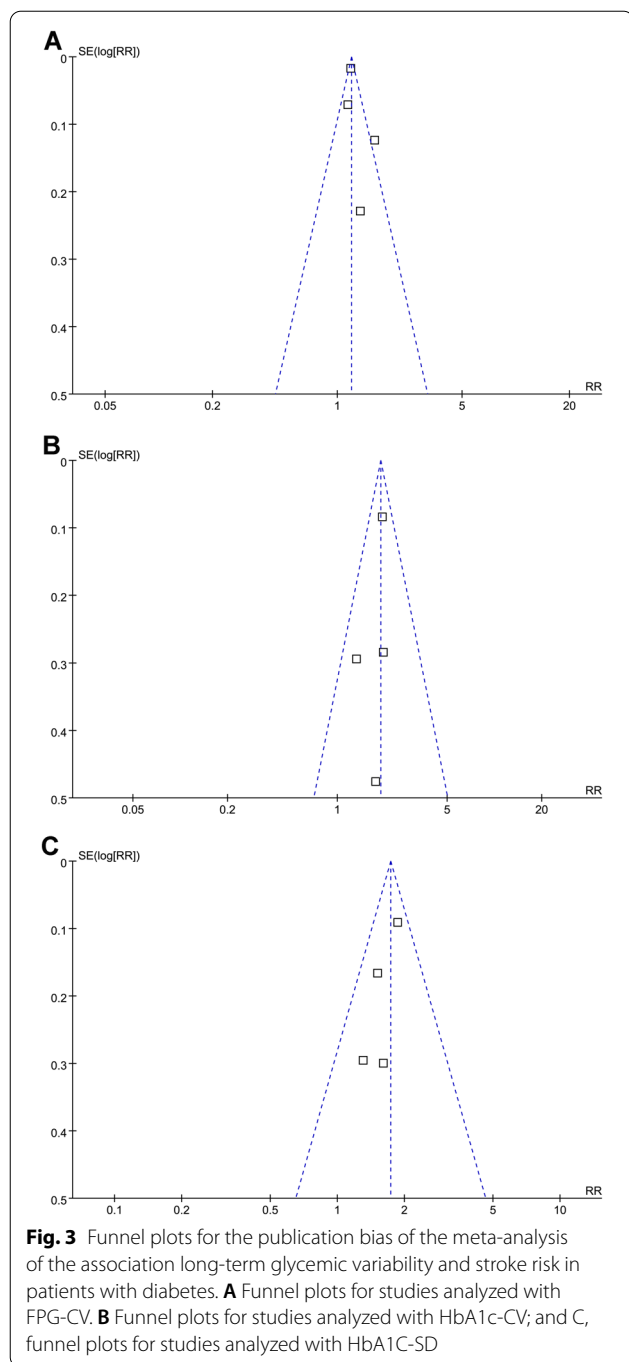 A
SE(log[RR])
0
0.1
0.2
0.3
0.4
0.5
RR
0.05 0.2 1 5 20
B
SE(log[RR])
0
0.1
0.2
0.3
0.4
0.5
RR
0.05 0.2 1 5 20
C
SE(log[RR])
0
0.1
0.2
0.3
0.4
0.5
RR
0.1 0.2 0.5 1 2 5 10
Fig. 3 Funnel plots for the publication bias of the meta-analysis
of the association long-term glycemic variability and stroke risk in
patients with diabetes. A Funnel plots for studies analyzed with
FPG-CV. B Funnel plots for studies analyzed with HbA1c-CV; and C,
funnel plots for studies analyzed with HbA1C-SD